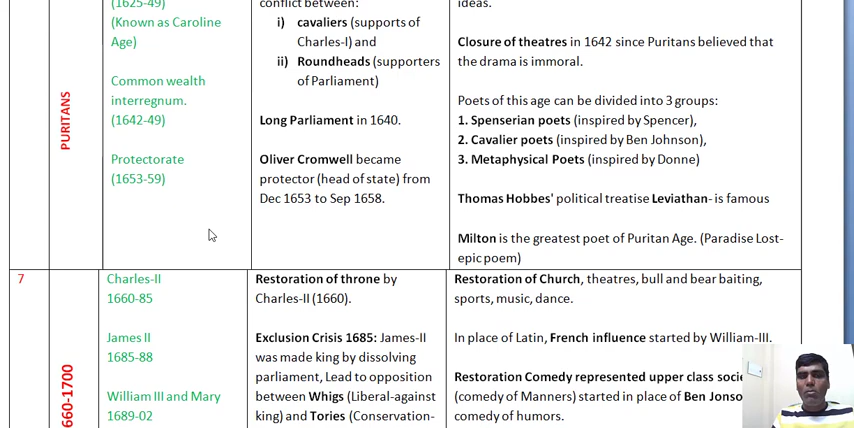 (1625-49)
(Known as Caroline
Age)
Common wealth
interregnum.
(1642-49)
Protectorate
(1653-59)
PURITANS
conflict between:
i) cavaliers (supports of
Charles-I) and
ii) Roundheads (supporters
of Parliament)
Long Parliament in 1640.
Oliver Cromwell became
protector (head of state) from
Dec 1653 to Sep 1658.
ideas.
Closure of theatres in 1642 since Puritans believed that
the drama is immoral.
Poets of this age can be divided into 3 groups:
1. Spenserian poets (inspired by Spencer),
2. Cavalier poets (inspired by Ben Johnson),
3. Metaphysical Poets (inspired by Donne)
Thomas Hobbes' political treatise Leviathan- is famous
Milton is the greatest poet of Puritan Age. (Paradise Lost-
epic poem)
7
660-1700
Charles-II
1660-85
James II
1685-88
William III and Mary
1689-02
Restoration of throne by
Charles-II (1660).
Exclusion Crisis 1685: James-II
was made king by dissolving
parliament, Lead to opposition
between Whigs (Liberal-against
king) and Tories (Conservation-
Restoration of Church, theatres, bull and bear baiting,
sports, music, dance.
In place of Latin, French influence started by William-III.
Restoration Comedy represented upper class socie
(comedy of Manners) started in place of Ben Jonso
comedy of humors.